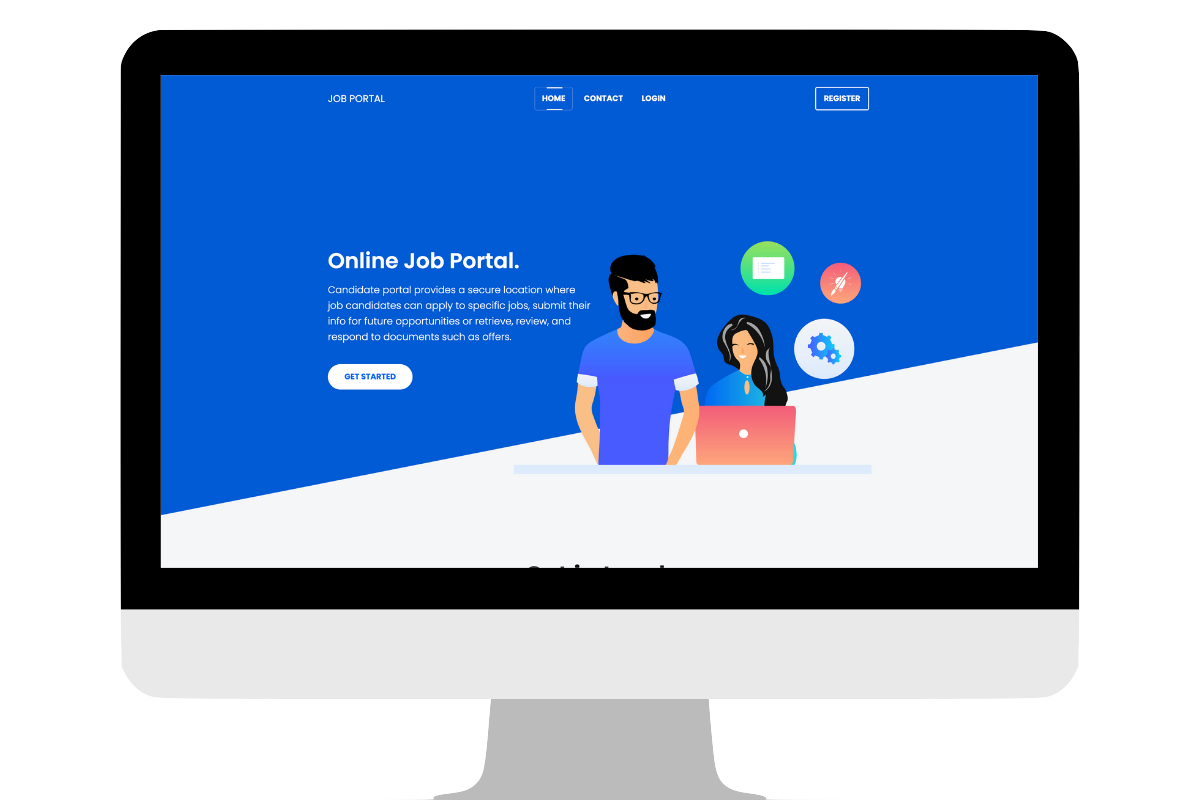 JOB PORTAL
HOME CONTACT LOGIN
REGISTER
Online Job Portal.
Candidate portal provides a secure location where
job candidates can apply to specific jobs, submit their
info for future opportunities or retrieve, review, and
respond to documents such as offers.
GET STARTED